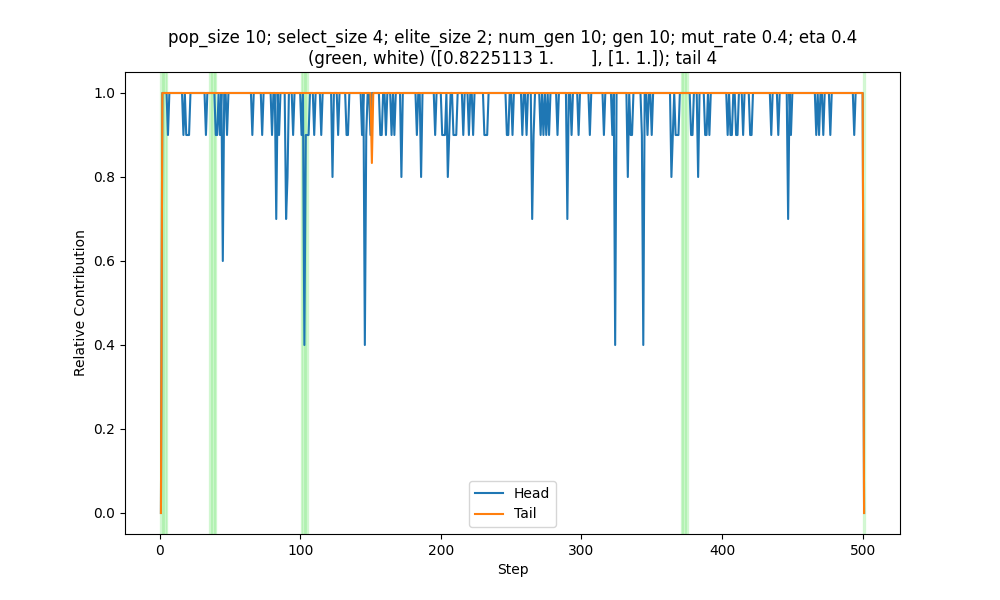 pop_size 10; select_size 4; elite_size 2; num_gen 10; gen 10; mut_rate 0.4; eta 0.4
(green, white) ([0.8225113 1.       ], [1. 1.]); tail 4
1.0
0.8
0.6
0.4
0.2
0.0
Relative Contribution
Head
Tail
0
100
200
300
400
500
Step